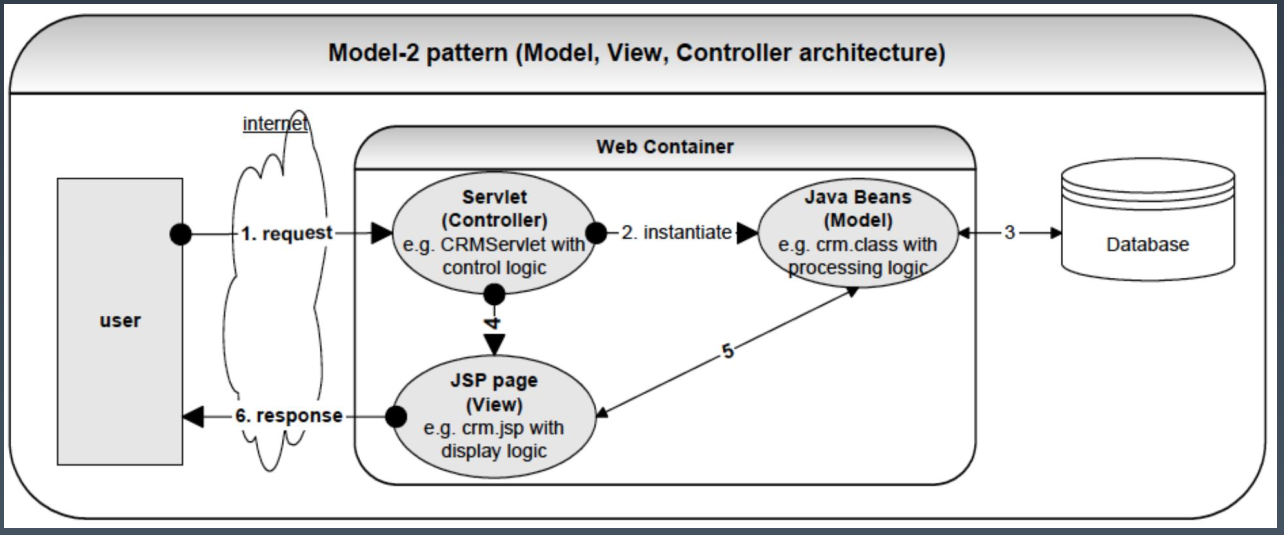 Model-2 pattern (Model, View, Controller architecture)
internet
Web Container
Servlet
(Controller)
e.g. CRMServlet with
control logic
Java Beans
(Model)
e.g. crm.class with
processing logic
1. request
2. instantiate
3
Database
user
4
5
JSP page
(View)
e.g. crm.jsp with
display logic
6. response